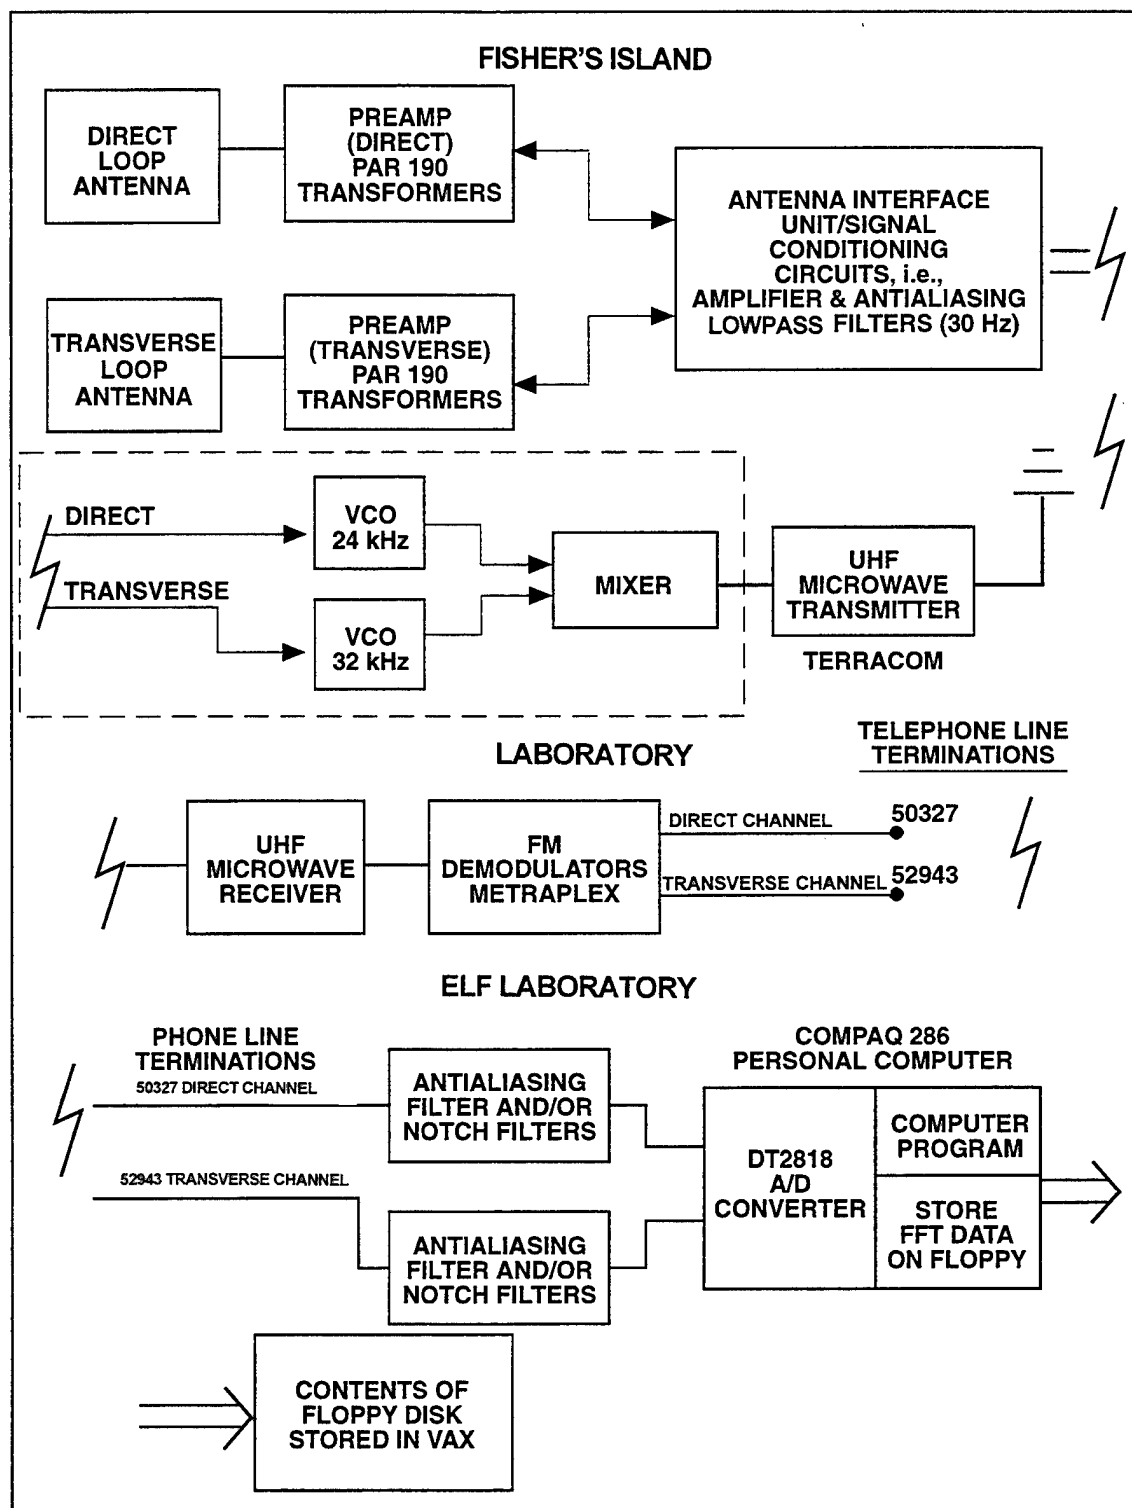 FISHER'S ISLAND
DIRECT
LOOP
ANTENNA
PREAMP
(DIRECT)
PAR 190
TRANSFORMERS
ANTENNA INTERFACE
UNIT/SIGNAL
CONDITIONING
CIRCUITS, i.e.,
AMPLIFIER & ANTIALIASING
LOWPASS FILTERS (30 Hz)
TRANSVERSE
LOOP
ANTENNA
PREAMP
(TRANSVERSE)
PAR 190
TRANSFORMERS
DIRECT
TRANSVERSE
VCO
24 kHz
VCO
32 kHz
MIXER
UHF
MICROWAVE
TRANSMITTER
TERRACOM
LABORATORY
TELEPHONE LINE
TERMINATIONS
UHF
MICROWAVE
RECEIVER
FM
DEMODULATORS
METRAPLEX
DIRECT CHANNEL
50327
TRANSVERSE CHANNEL
52943
ELF LABORATORY
PHONE LINE
TERMINATIONS
50327 DIRECT CHANNEL
52943 TRANSVERSE CHANNEL
ANTIALIASING
FILTER AND/OR
NOTCH FILTERS
ANTIALIASING
FILTER AND/OR
NOTCH FILTERS
COMPAQ 286
PERSONAL COMPUTER
DT2818
A/D
CONVERTER
COMPUTER
PROGRAM
STORE
FFT DATA
ON FLOPPY
CONTENTS OF
FLOPPY DISK
STORED IN VAX